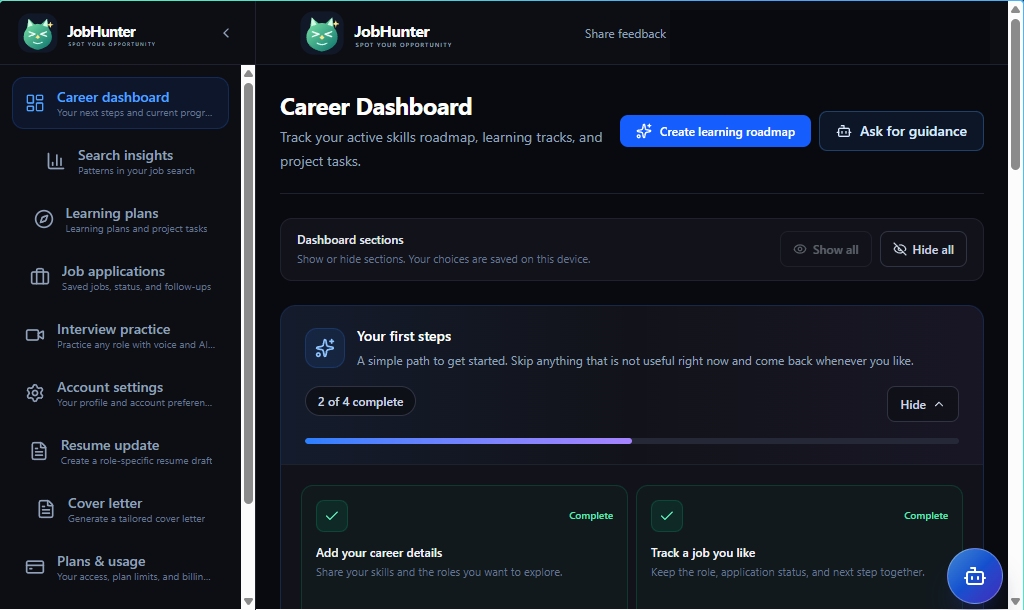 JobHunter
SPOT YOUR OPPORTUNITY
Career dashboard
Your next steps and current progr...
Search insights
Patterns in your job search
Learning plans
Learning plans and project tasks
Job applications
Saved jobs, status, and follow-ups
Interview practice
Practice any role with voice and AI...
Account settings
Your profile and account preferen...
Resume update
Create a role-specific resume draft
Cover letter
Generate a tailored cover letter
Plans & usage
Your access, plan limits, and billin...
JobHunter
SPOT YOUR OPPORTUNITY
Share feedback
Career Dashboard
Track your active skills roadmap, learning tracks, and
project tasks.
Create learning roadmap
Ask for guidance
Dashboard sections
Show or hide sections. Your choices are saved on this device.
Show all
Hide all
Your first steps
A simple path to get started. Skip anything that is not useful right now and come back whenever you like.
2 of 4 complete
Hide
Complete
Add your career details
Share your skills and the roles you want to explore.
Complete
Track a job you like
Keep the role, application status, and next step together.